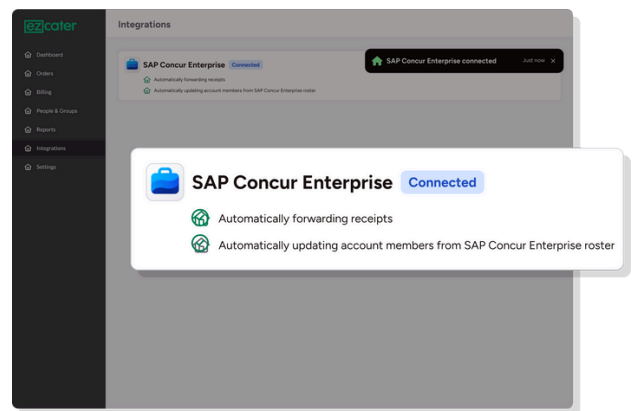 ezcater
Integrations
Dashboard
Orders
Billing
People & Groups
Reports
Integrations
Settings
SAP Concur Enterprise Connected
Automatically forwarding receipts
Automatically updating account members from SAP Concur Enterprise roster
SAP Concur Enterprise connected Just now x
SAP Concur Enterprise Connected
Automatically forwarding receipts
Automatically updating account members from SAP Concur Enterprise roster